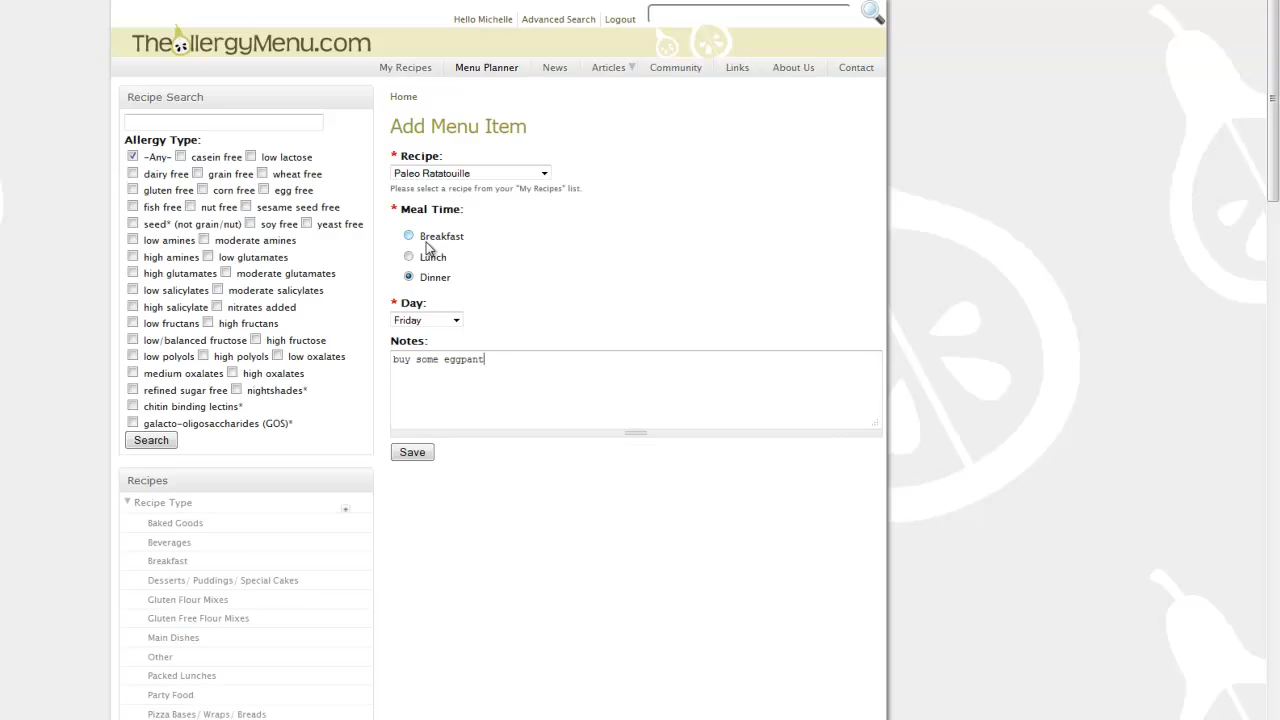 Hello Michelle Advanced Search Logout
TheAllergyMenu.com
My Recipes Menu Planner News Articles Community Links About Us Contact
Recipe Search
Allergy Type:
-Any- casein free low lactose
dairy free grain free wheat free
gluten free corn free egg free
fish free nut free sesame seed free
seed* (not grain/nut) soy free yeast free
low amines moderate amines
high amines low glutamates
high glutamates moderate glutamates
low salicylates moderate salicylates
high salicylate nitrates added
low fructans high fructans
low/balanced fructose high fructose
low polyols high polyols low oxalates
medium oxalates high oxalates
refined sugar free nightshades*
chitin binding lectins*
galacto-oligosaccharides (GOS)*
Search
Recipes
Recipe Type
Baked Goods
Beverages
Breakfast
Desserts/ Puddings/ Special Cakes
Gluten Flour Mixes
Gluten Free Flour Mixes
Main Dishes
Other
Packed Lunches
Party Food
Pizza Bases/ Wraps/ Breads
Home
Add Menu Item
* Recipe:
Paleo Ratatouille
Please select a recipe from your "My Recipes" list.
* Meal Time:
Breakfast
Lunch
Dinner
* Day:
Friday
Notes:
buy some eggpant
Save